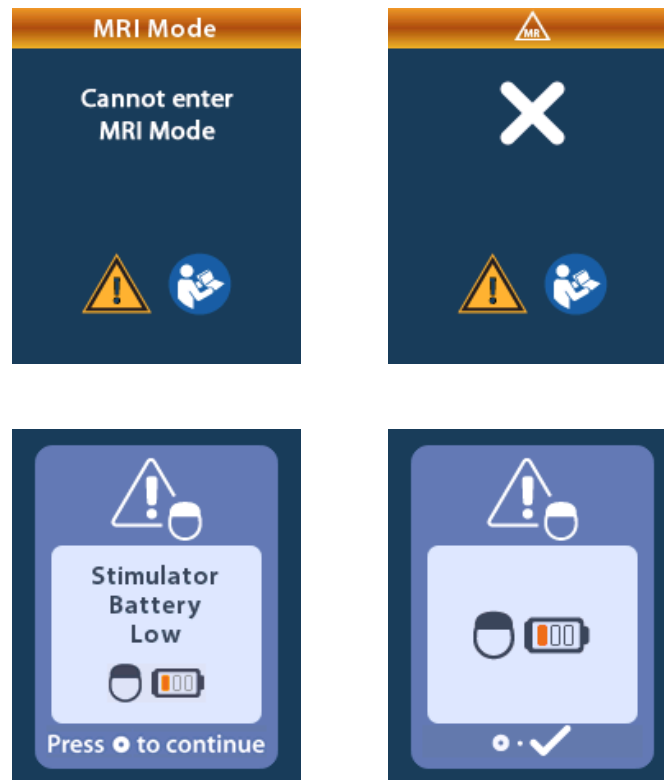 MRI Mode
Cannot enter
MRI Mode
MR
Stimulator
Battery
Low
Press to continue